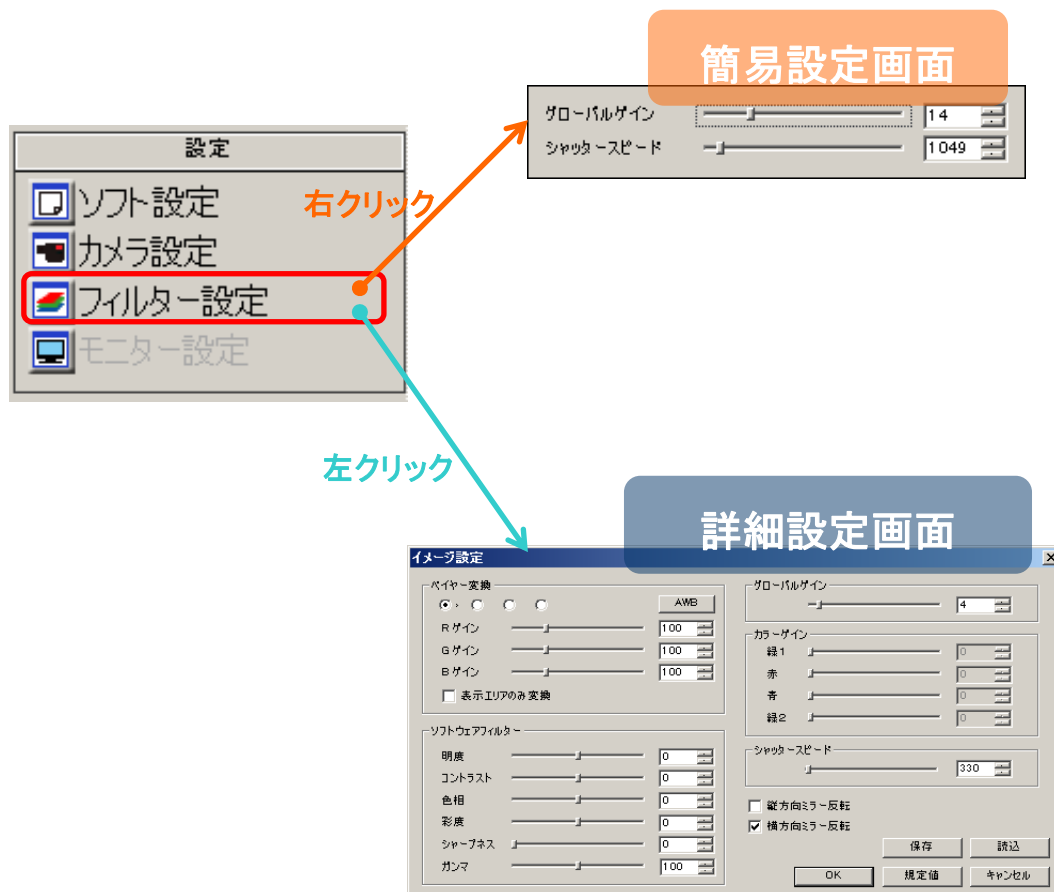 簡易設定画面
グローバルゲイン 14
シャッタースピード 1049
設定
ソフト設定
カメラ設定
フィルター設定
モニター設定
右クリック
左クリック
詳細設定画面
イメージ設定
ベイヤー変換
AWB
Rゲイン 100
Gゲイン 100
Bゲイン 100
表示エリアのみ変換
ソフトウェアフィルター
明度 0
コントラスト 0
色相 0
彩度 0
シャープネス 0
ガンマ 100
グローバルゲイン
4
カラーゲイン
緑1 0
赤 0
青 0
緑2 0
シャッタースピード
330
縦方向ミラー反転
横方向ミラー反転
保存 読込
OK 規定値 キャンセル